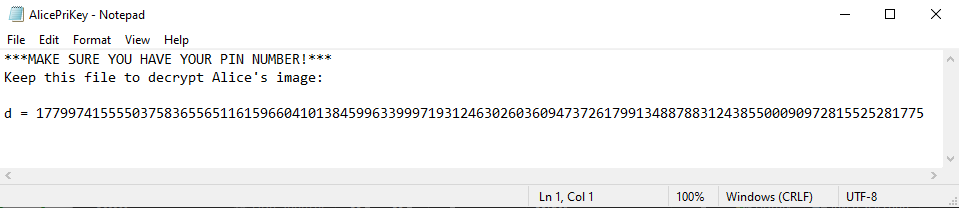 AlicePriKey - Notepad
File Edit Format View Help
***MAKE SURE YOU HAVE YOUR PIN NUMBER!***
Keep this file to decrypt Alice's image:
d = 177997415555037583655651161596604101384599633999719312463026036094737261799134887883124385500090972815525281775
Ln 1, Col 1 100% Windows (CRLF) UTF-8